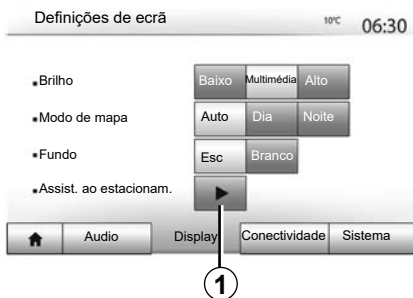 Definições de ecrã 10°C 06:30
▪Brilho Baixo Multimédia Alto
▪Modo de mapa Auto Dia Noite
▪Fundo Esc Branco
▪Assist. ao estacionam.
Audio Display Conectividade Sistema
1